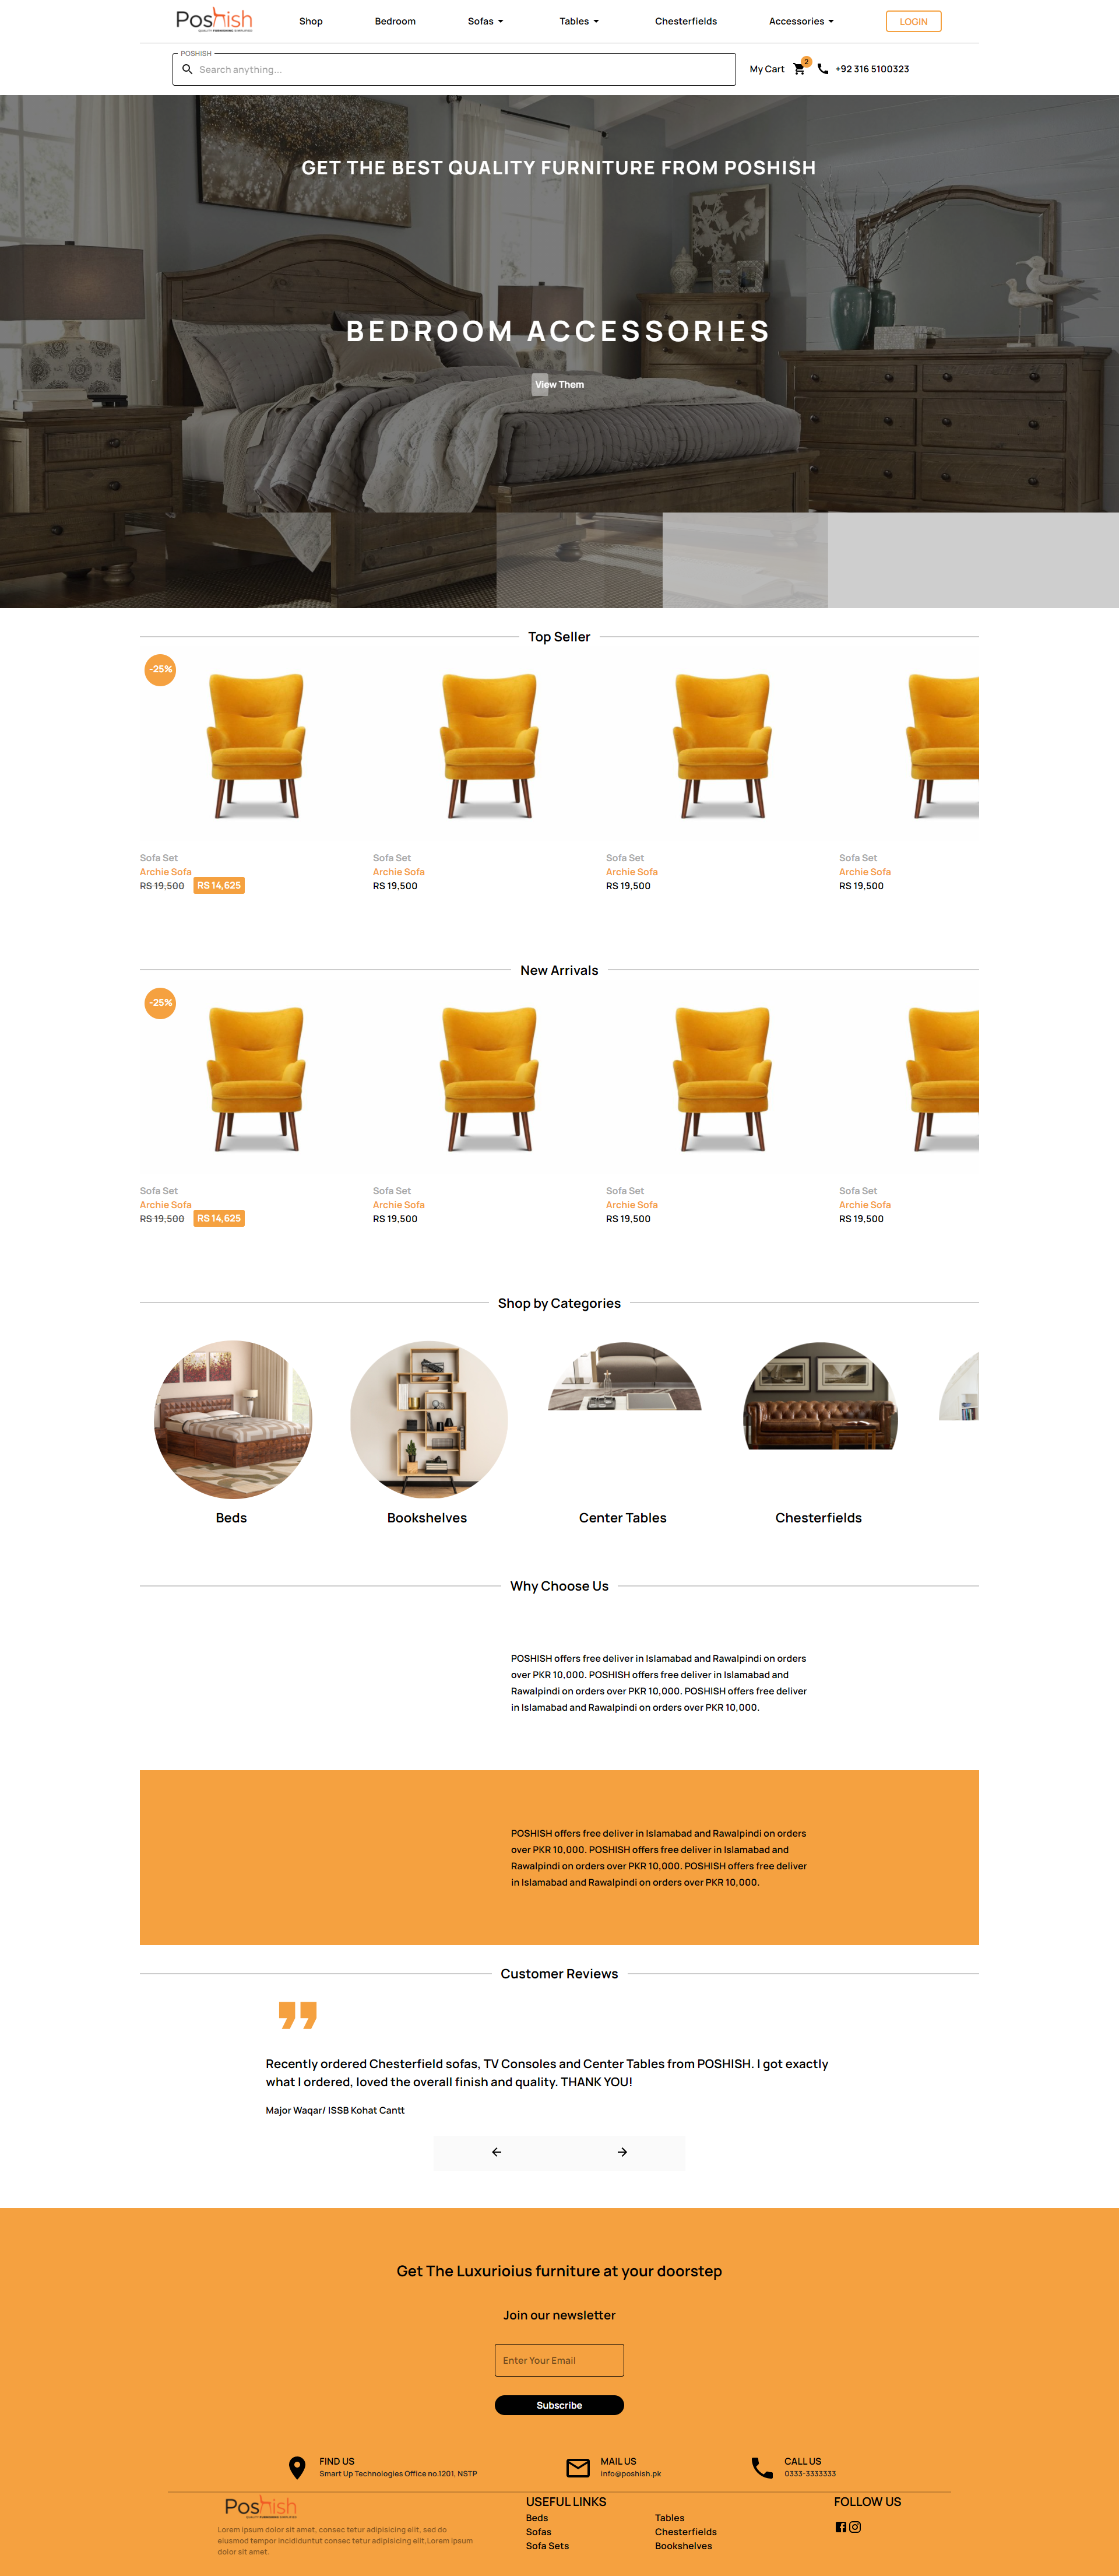 Poshish
QUALITY FURNISHING SIMPLIFIED
Shop
Bedroom
Sofas
Tables
Chesterfields
Accessories
LOGIN
POSHISH
Search anything...
My Cart
2
+92 316 5100323
GET THE BEST QUALITY FURNITURE FROM POSHISH
BEDROOM ACCESSORIES
View Them
Top Seller
-25%
Sofa Set
Archie Sofa
RS 19,500 RS 14,625
Sofa Set
Archie Sofa
RS 19,500
Sofa Set
Archie Sofa
RS 19,500
Sofa Set
Archie Sofa
RS 19,500
New Arrivals
-25%
Sofa Set
Archie Sofa
RS 19,500 RS 14,625
Sofa Set
Archie Sofa
RS 19,500
Sofa Set
Archie Sofa
RS 19,500
Sofa Set
Archie Sofa
RS 19,500
Shop by Categories
Beds
Bookshelves
Center Tables
Chesterfields
Why Choose Us
POSHISH offers free deliver in Islamabad and Rawalpindi on orders
over PKR 10,000. POSHISH offers free deliver in Islamabad and
Rawalpindi on orders over PKR 10,000. POSHISH offers free deliver
in Islamabad and Rawalpindi on orders over PKR 10,000.
POSHISH offers free deliver in Islamabad and Rawalpindi on orders
over PKR 10,000. POSHISH offers free deliver in Islamabad and
Rawalpindi on orders over PKR 10,000. POSHISH offers free deliver
in Islamabad and Rawalpindi on orders over PKR 10,000.
Customer Reviews
Recently ordered Chesterfield sofas, TV Consoles and Center Tables from POSHISH. I got exactly
what I ordered, loved the overall finish and quality. THANK YOU!
Major Waqar/ ISSB Kohat Cantt
Get The Luxurioius furniture at your doorstep
Join our newsletter
Enter Your Email
Subscribe
FIND US
Smart Up Technologies Office no.1201, NSTP
MAIL US
info@poshish.pk
CALL US
0333-3333333
Poshish
QUALITY FURNISHING SIMPLIFIED
Lorem ipsum dolor sit amet, consec tetur adipisicing elit, sed do
eiusmod tempor incididuntut consec tetur adipisicing elit.Lorem ipsum
dolor sit amet.
USEFUL LINKS
Beds
Sofas
Sofa Sets
Tables
Chesterfields
Bookshelves
FOLLOW US